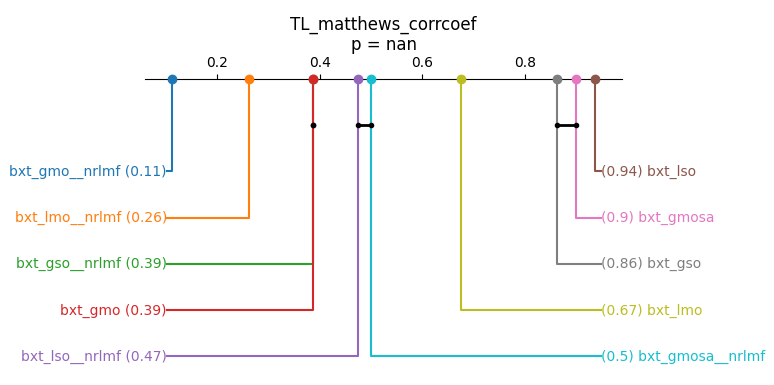 TL_matthews_corrcoef
p = nan
0.2 0.4 0.6 0.8
bxt_gmo__nrlmf (0.11) (0.94) bxt_lso
bxt_lmo__nrlmf (0.26) (0.9) bxt_gmosa
bxt_gso__nrlmf (0.39) (0.86) bxt_gso
bxt_gmo (0.39) (0.67) bxt_lmo
bxt_lso__nrlmf (0.47) (0.5) bxt_gmosa__nrlmf